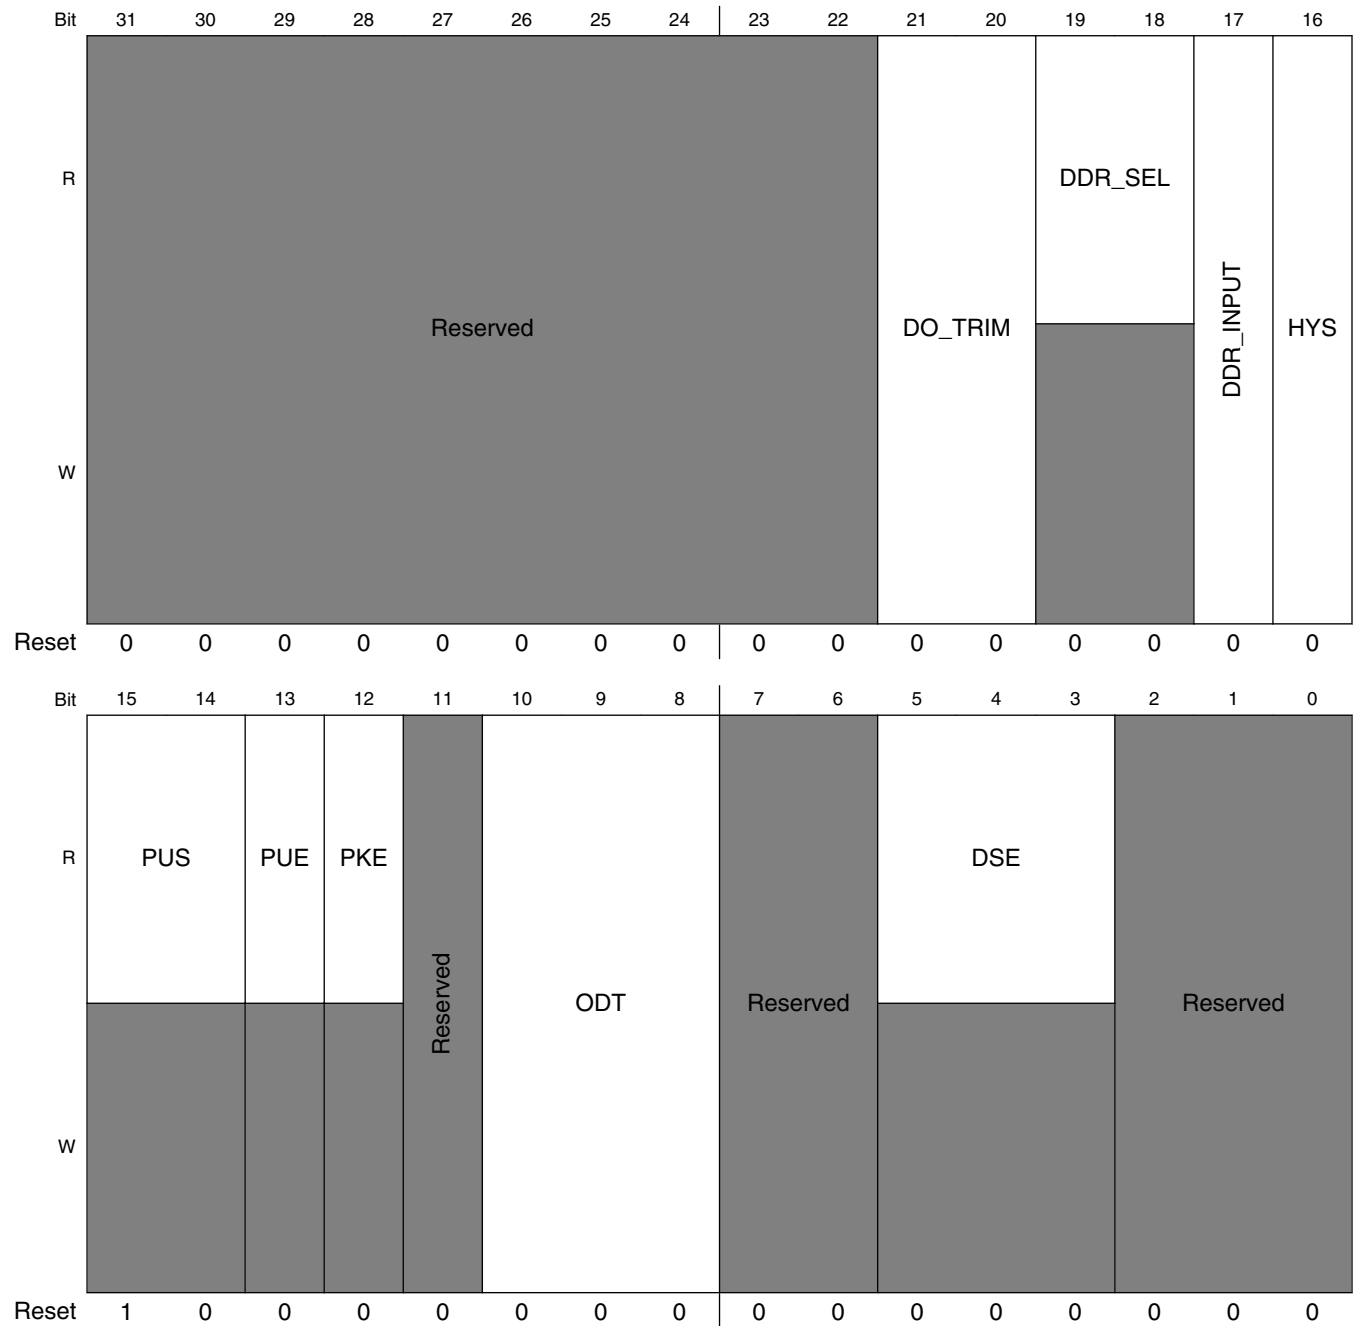 Bit 31 30 29 28 27 26 25 24 23 22 21 20 19 18 17 16
R
DDR_SEL
Reserved
DO_TRIM
DDR_INPUT
HYS
W
Reset 0 0 0 0 0 0 0 0 0 0 0 0 0 0 0 0
Bit 15 14 13 12 11 10 9 8 7 6 5 4 3 2 1 0
R PUS PUE PKE DSE
Reserved
ODT
Reserved
Reserved
W
Reset 1 0 0 0 0 0 0 0 0 0 0 0 0 0 0 0